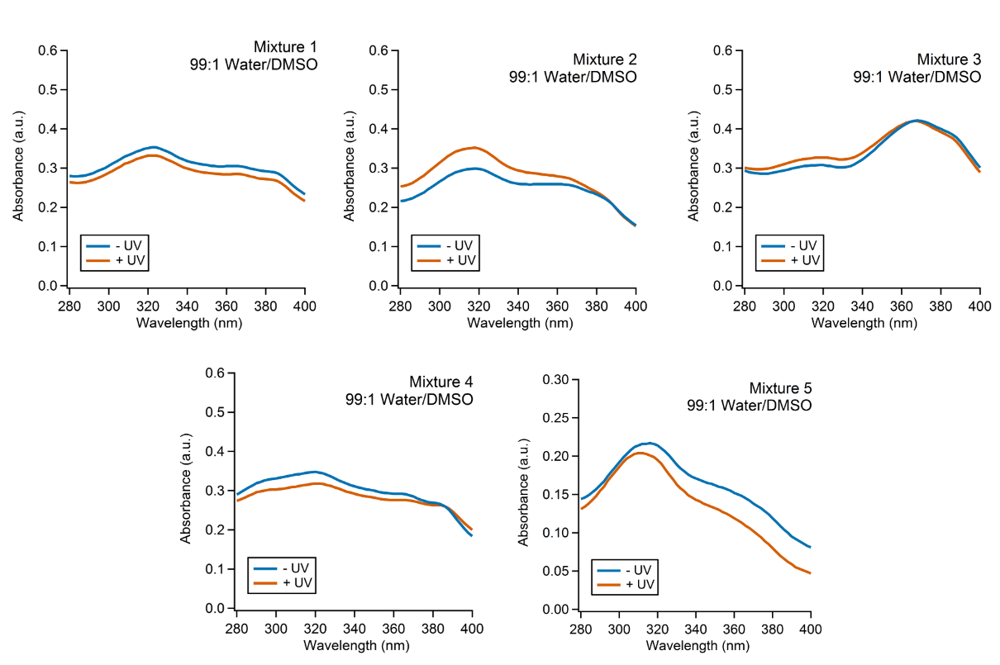 Mixture 1
99:1 Water/DMSO
0.6
0.5
0.4
0.3
0.2
0.1
0.0
Absorbance (a.u.)
- UV
+ UV
280 300 320 340 360 380 400
Wavelength (nm)
Mixture 2
99:1 Water/DMSO
0.6
0.5
0.4
0.3
0.2
0.1
0.0
Absorbance (a.u.)
- UV
+ UV
280 300 320 340 360 380 400
Wavelength (nm)
Mixture 3
99:1 Water/DMSO
0.6
0.5
0.4
0.3
0.2
0.1
0.0
Absorbance (a.u.)
- UV
+ UV
280 300 320 340 360 380 400
Wavelength (nm)
Mixture 4
99:1 Water/DMSO
0.6
0.5
0.4
0.3
0.2
0.1
0.0
Absorbance (a.u.)
- UV
+ UV
280 300 320 340 360 380 400
Wavelength (nm)
Mixture 5
99:1 Water/DMSO
0.30
0.25
0.20
0.15
0.10
0.05
0.00
Absorbance (a.u.)
- UV
+ UV
280 300 320 340 360 380 400
Wavelength (nm)